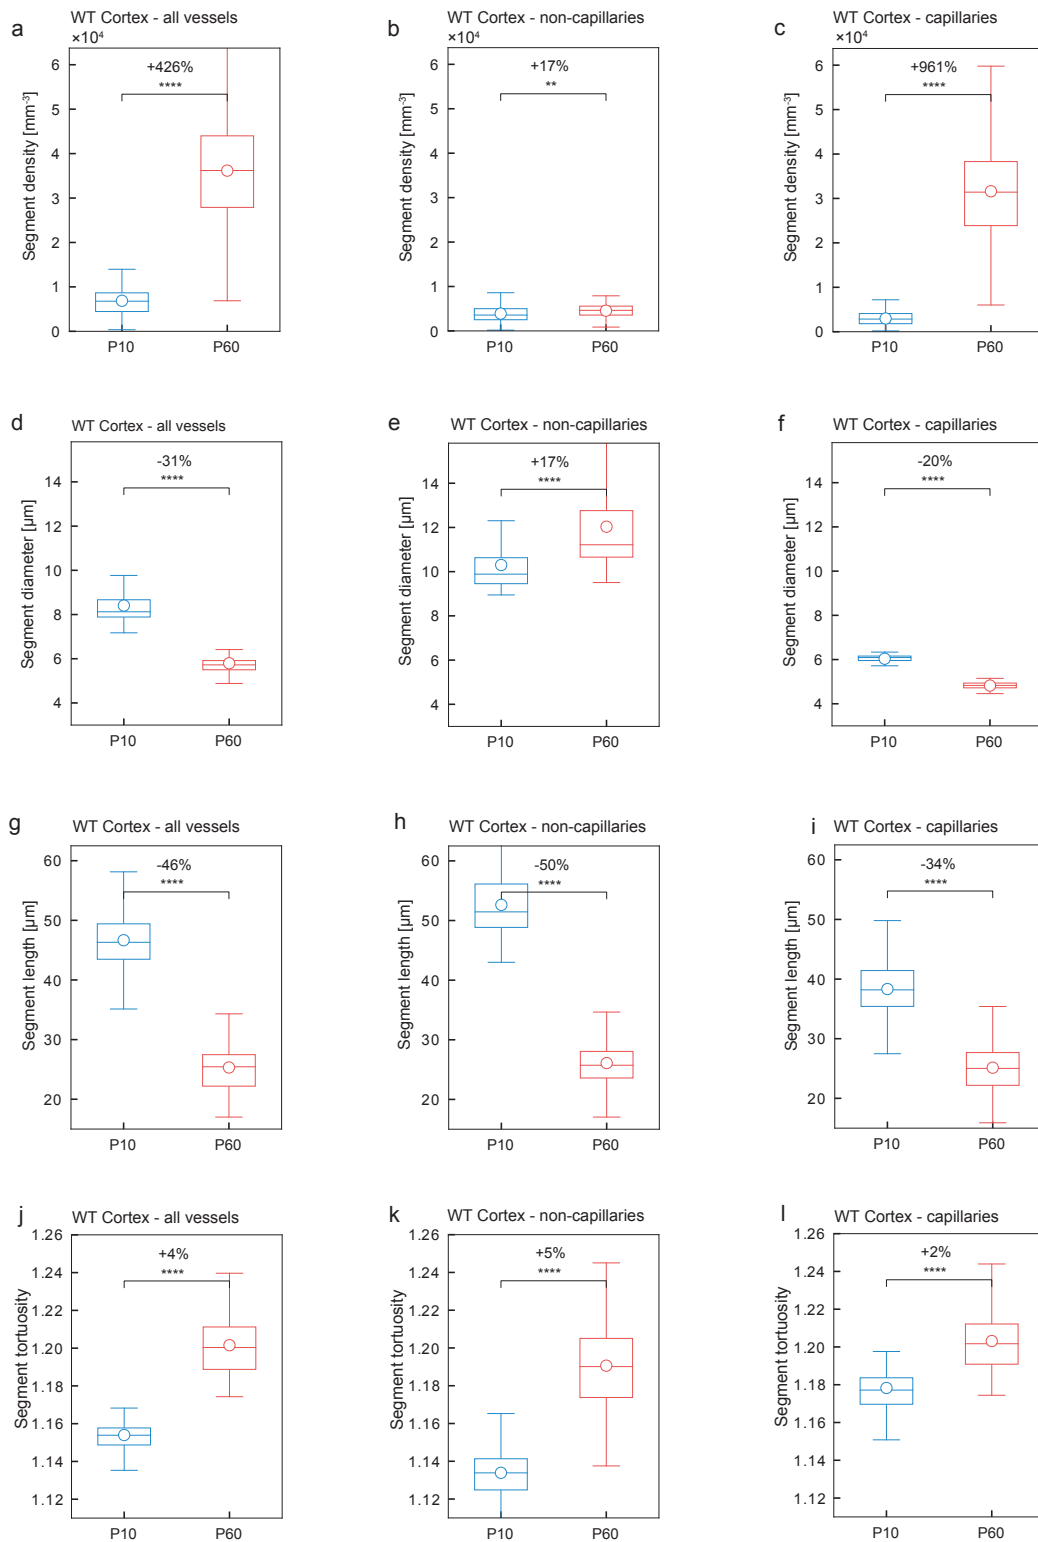 a
WT Cortex - all vessels
×10⁴
Segment density [mm⁻³]
6
5
4
3
2
1
0
+426%
****
P10
P60
b
WT Cortex - non-capillaries
×10⁴
Segment density [mm⁻³]
6
5
4
3
2
1
0
+17%
**
P10
P60
c
WT Cortex - capillaries
×10⁴
Segment density [mm⁻³]
6
5
4
3
2
1
0
+961%
****
P10
P60
d
WT Cortex - all vessels
Segment diameter [µm]
14
12
10
8
6
4
-31%
****
P10
P60
e
WT Cortex - non-capillaries
Segment diameter [µm]
14
12
10
8
6
4
+17%
****
P10
P60
f
WT Cortex - capillaries
Segment diameter [µm]
14
12
10
8
6
4
-20%
****
P10
P60
g
WT Cortex - all vessels
Segment length [µm]
60
50
40
30
20
-46%
****
P10
P60
h
WT Cortex - non-capillaries
Segment length [µm]
60
50
40
30
20
-50%
****
P10
P60
i
WT Cortex - capillaries
Segment length [µm]
60
50
40
30
20
-34%
****
P10
P60
j
WT Cortex - all vessels
Segment tortuosity
1.26
1.24
1.22
1.20
1.18
1.16
1.14
1.12
+4%
****
P10
P60
k
WT Cortex - non-capillaries
Segment tortuosity
1.26
1.24
1.22
1.20
1.18
1.16
1.14
1.12
+5%
****
P10
P60
l
WT Cortex - capillaries
Segment tortuosity
1.26
1.24
1.22
1.20
1.18
1.16
1.14
1.12
+2%
****
P10
P60